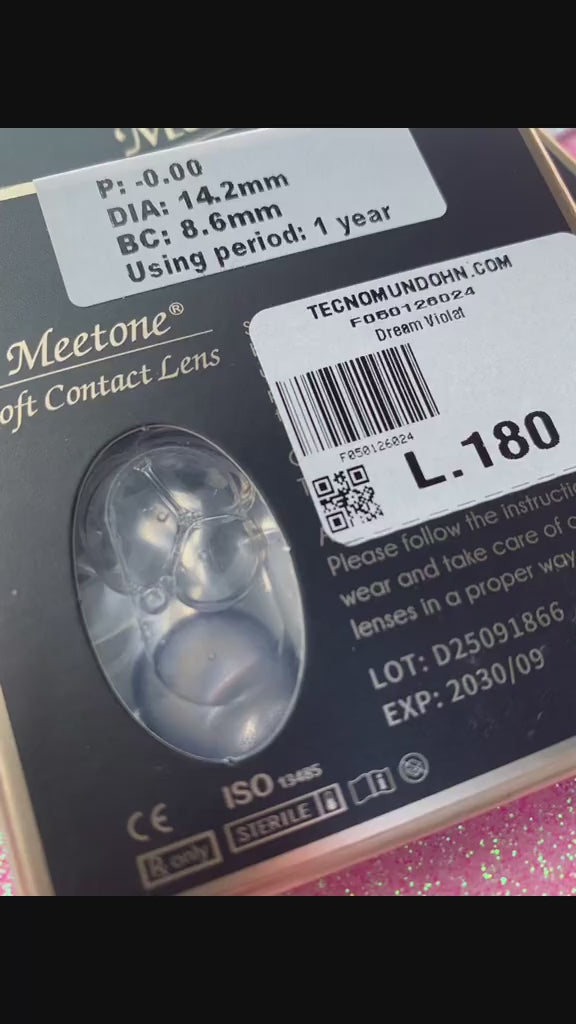 P: -0.00
DIA: 14.2mm
BC: 8.6mm
Using period: 1 year
Meetone®
oft Contact Lens
TECNOMUNDOHN.COM
F050126024
Dream Violat
F050126024
L.180
Please follow the instructio
wear and take care of
lenses in a proper way
LOT: D25091866
EXP: 2030/09
CE
ISO 13485
Rx only
STERILE